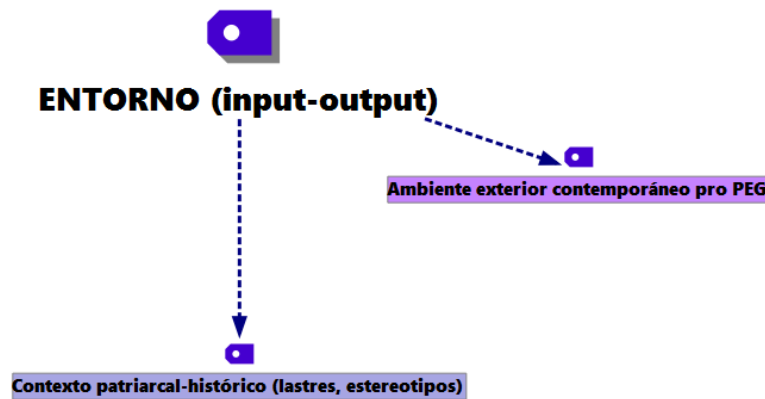 ENTORNO (input-output)
Ambiente exterior contemporáneo pro PEG
Contexto patriarcal-histórico (lastres, estereotipos)